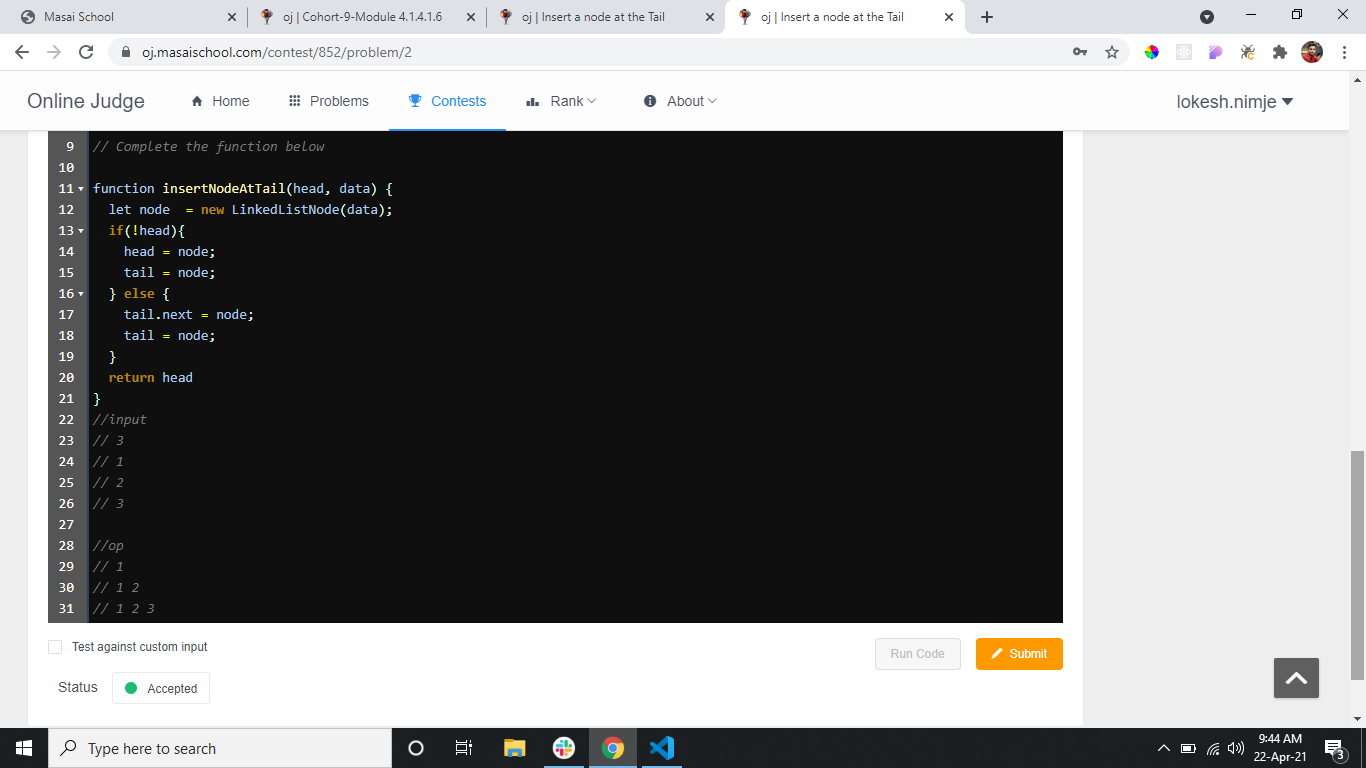 Masai School
oj | Cohort-9-Module 4.1.4.1.6
oj | Insert a node at the Tail
oj | Insert a node at the Tail
oj.masaischool.com/contest/852/problem/2
Online Judge
Home
Problems
Contests
Rank
About
lokesh.nimje
9 // Complete the function below
10
11 function insertNodeAtTail(head, data) {
12 let node  = new LinkedListNode(data);
13 if(!head){
14 head = node;
15 tail = node;
16 } else {
17 tail.next = node;
18 tail = node;
19 }
20 return head
21 }
22 //input
23 // 3
24 // 1
25 // 2
26 // 3
27
28 //op
29 // 1
30 // 1 2
31 // 1 2 3
Test against custom input
Run Code
Submit
Status
Accepted
Type here to search
9:44 AM
22-Apr-21
3